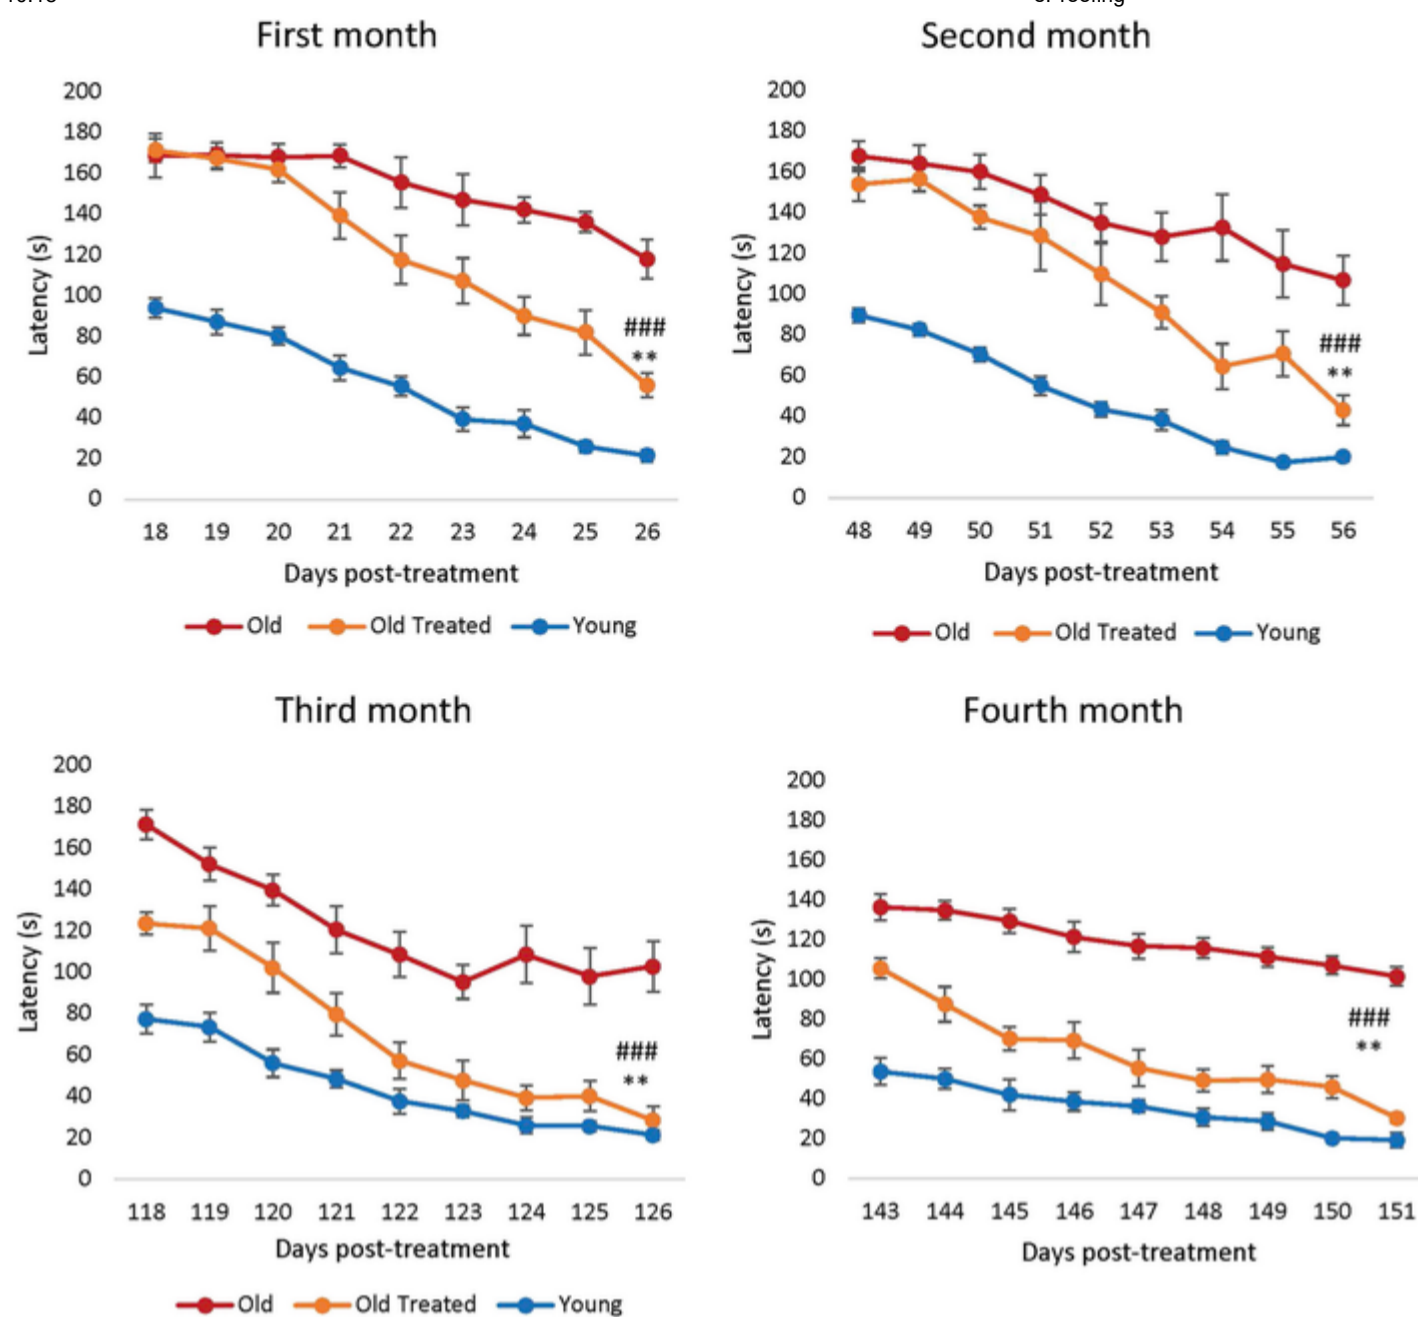 First month
Second month
200
180
160
140
120
100
80
60
40
20
0
Latency (s)
###
**
18 19 20 21 22 23 24 25 26
Days post-treatment
Old Old Treated Young
200
180
160
140
120
100
80
60
40
20
0
Latency (s)
###
**
48 49 50 51 52 53 54 55 56
Days post-treatment
Old Old Treated Young
Third month
Fourth month
200
180
160
140
120
100
80
60
40
20
0
Latency (s)
###
**
118 119 120 121 122 123 124 125 126
Days post-treatment
Old Old Treated Young
200
180
160
140
120
100
80
60
40
20
0
Latency (s)
###
**
143 144 145 146 147 148 149 150 151
Days post-treatment